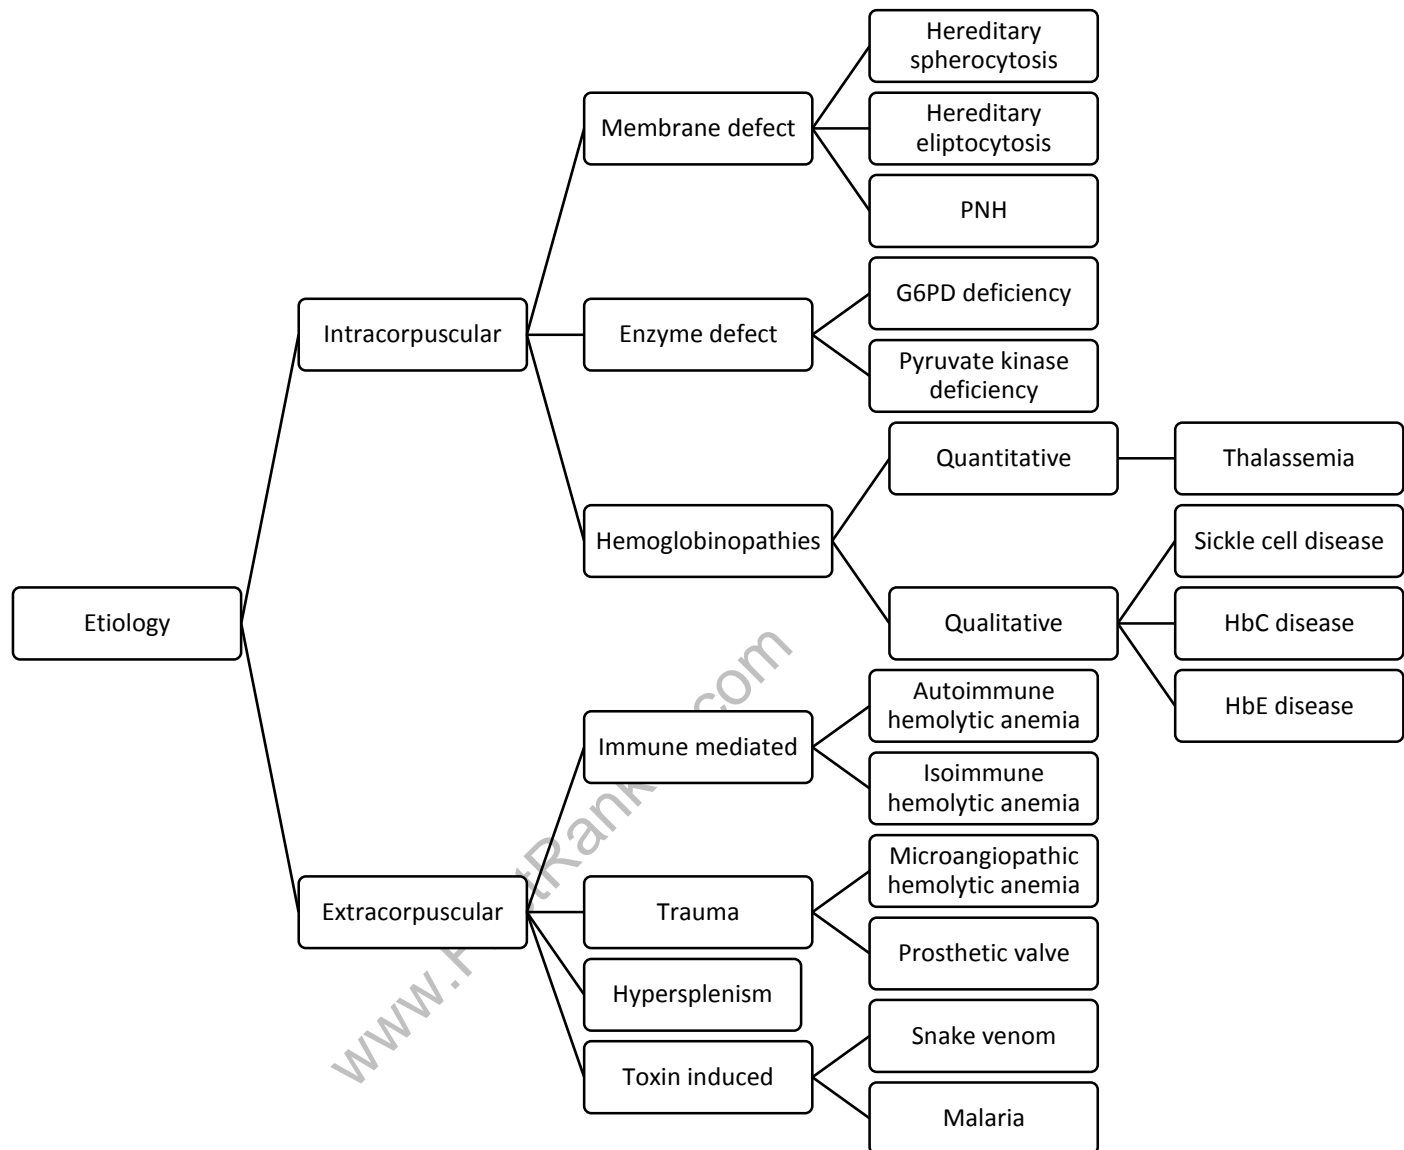 Hereditary
spherocytosis
Membrane defect
Hereditary
eliptocytosis
PNH
G6PD deficiency
Intracorpuscular
Enzyme defect
Pyruvate kinase
deficiency
Quantitative
Thalassemia
Hemoglobinopathies
Sickle cell disease
Etiology
Qualitative
HbC disease
HbE disease
Autoimmune
hemolytic anemia
Immune mediated
Isoimmune
hemolytic anemia
Microangiopathic
hemolytic anemia
Extracorpuscular
Trauma
Prosthetic valve
Hypersplenism
Snake venom
Toxin induced
Malaria